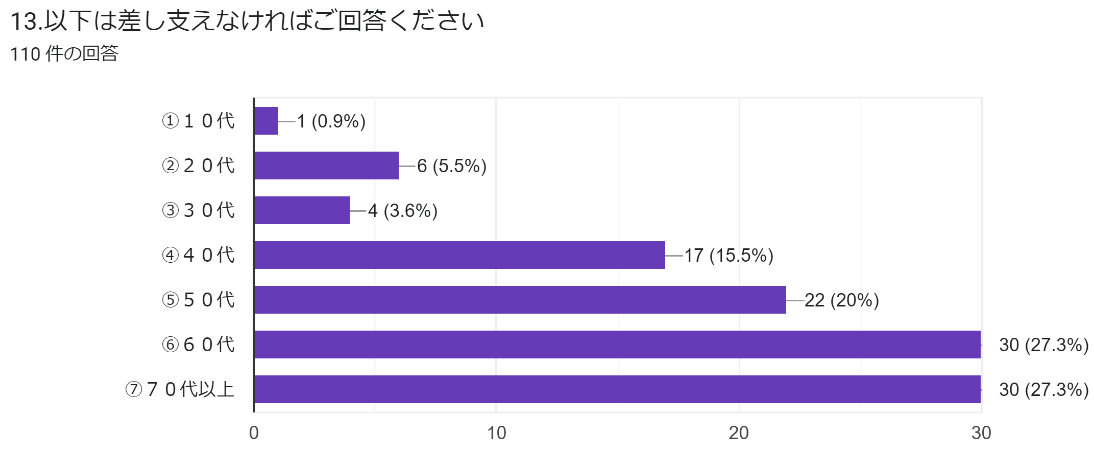 13.以下は差し支えなければご回答ください
110 件の回答
①１０代
1 (0.9%)
②２０代
6 (5.5%)
③３０代
4 (3.6%)
④４０代
17 (15.5%)
⑤５０代
22 (20%)
⑥６０代
30 (27.3%)
⑦７０代以上
30 (27.3%)
0 10 20 30